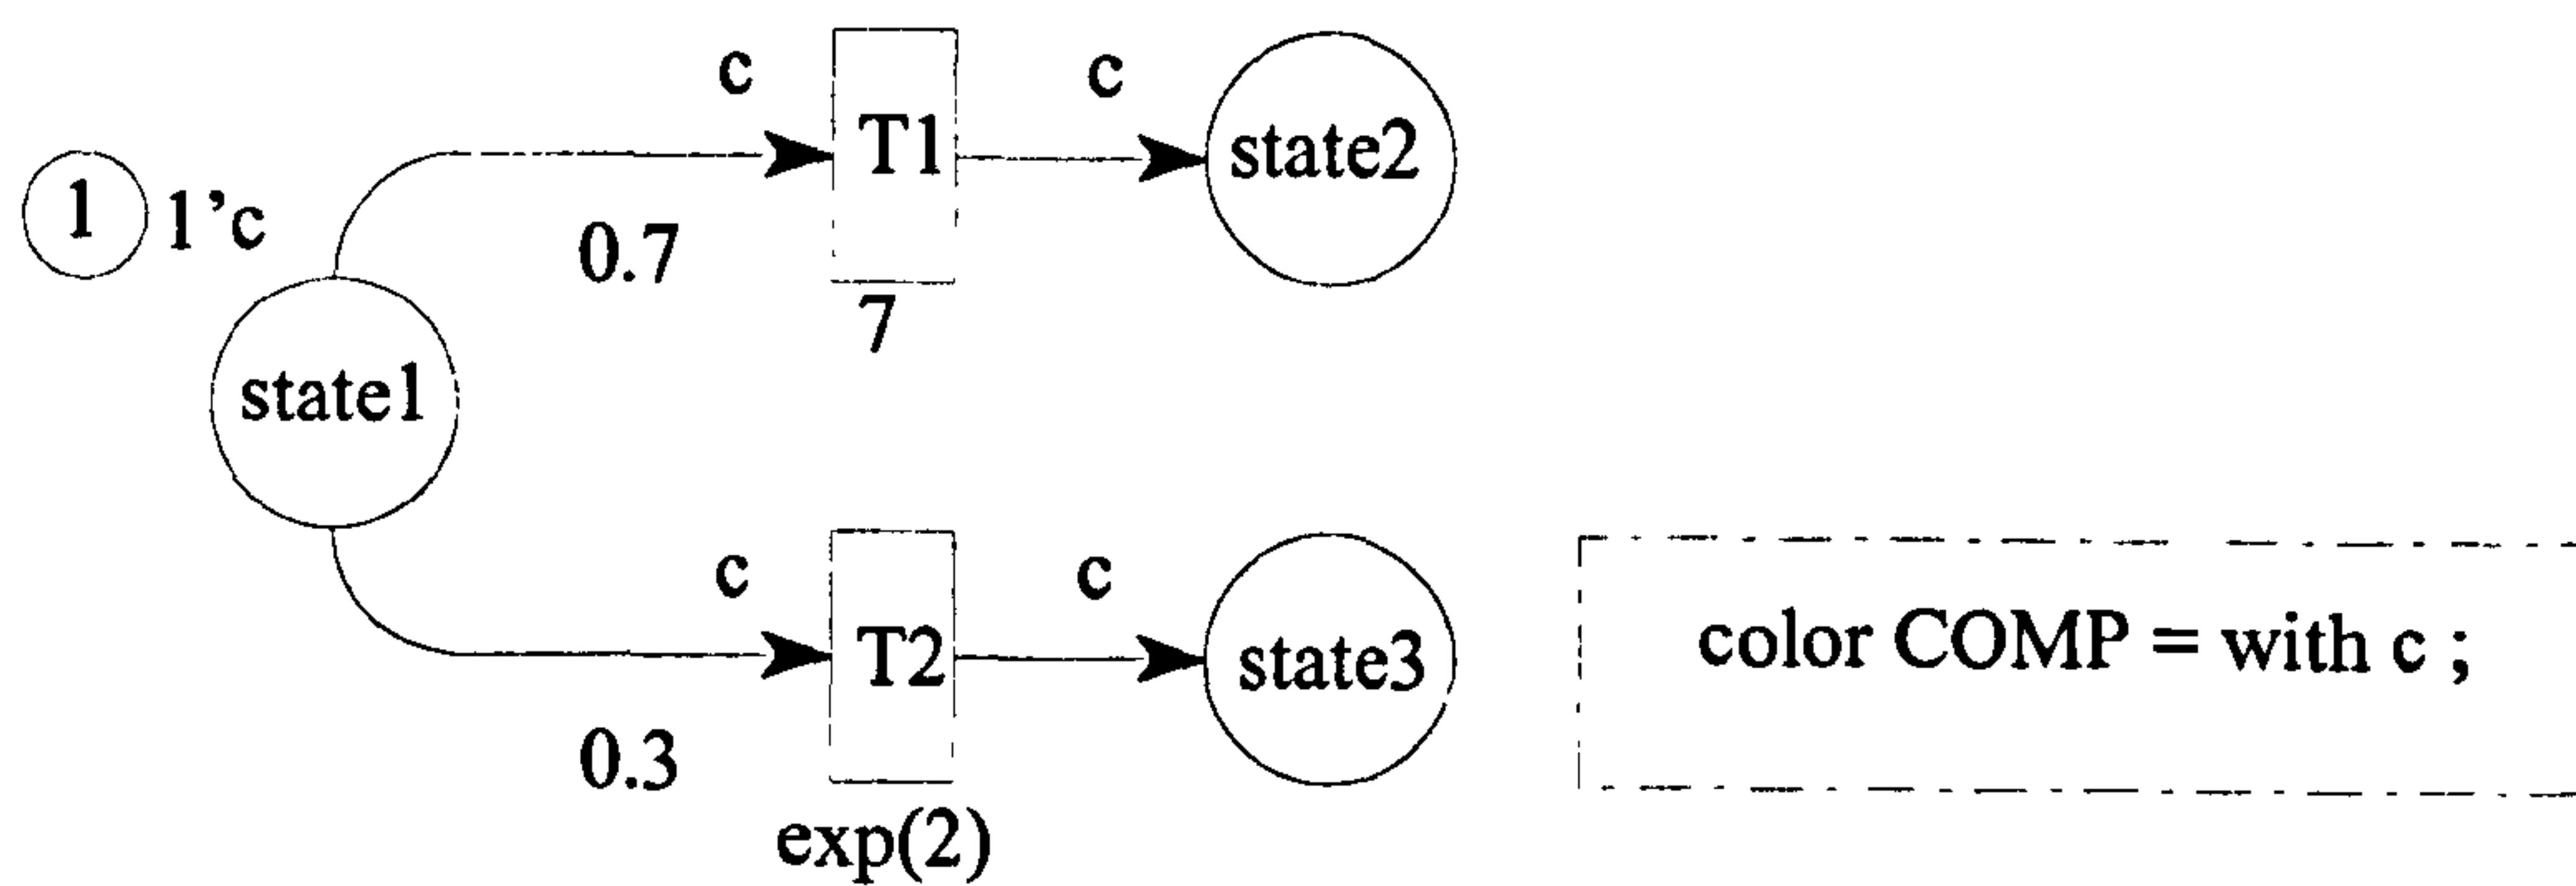 c
c
T1
state2
1
1’c
0.7
7
state1
c
c
T2
state3
color COMP = with c ;
0.3
exp(2)